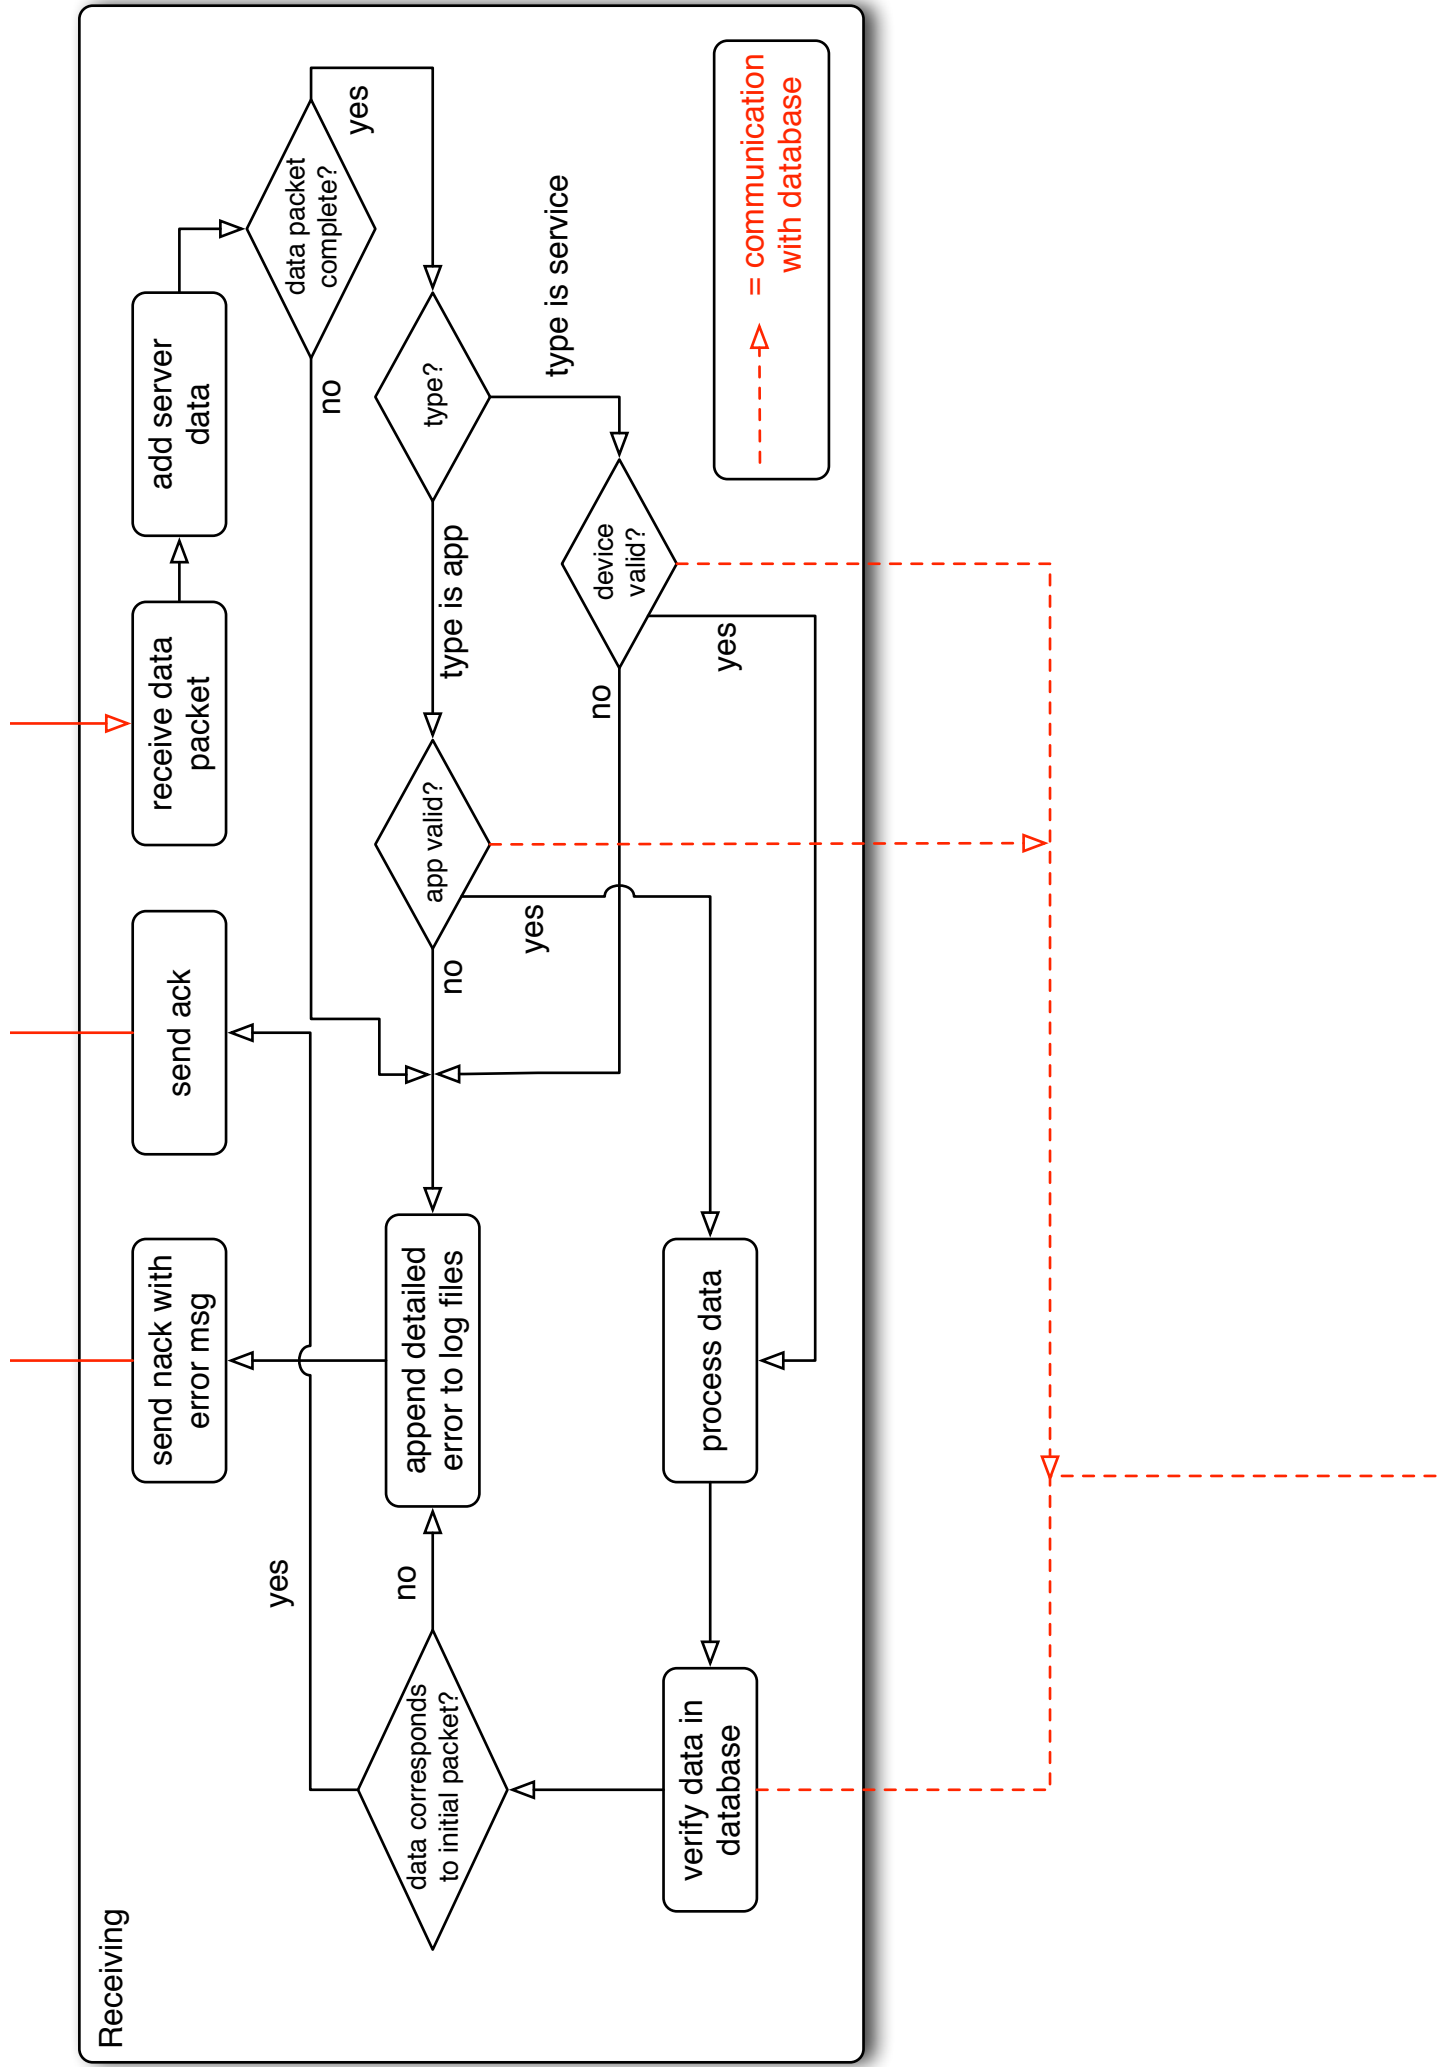 Receiving
send nack with
error msg
send ack
receive data
packet
add server
data
data packet
complete?
yes
no
yes
type?
type is app
type is service
app valid?
no
yes
device
valid?
no
yes
append detailed
error to log files
no
data corresponds
to initial packet?
process data
verify data in
database
= communication
with database